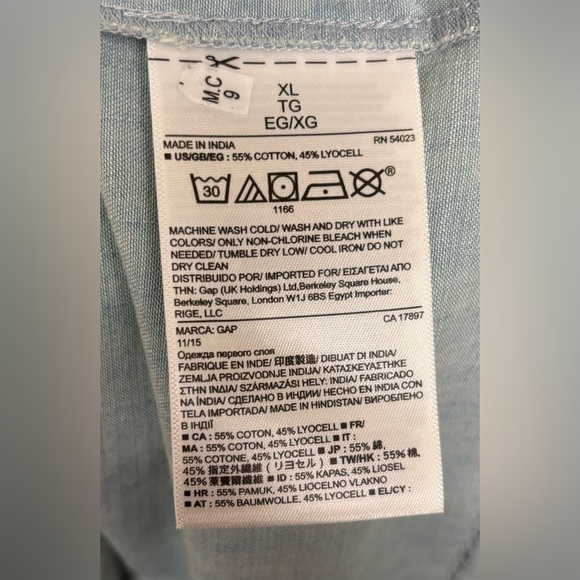 M.C
9
XL
TG
EG/XG
MADE IN INDIA RN 54023
■ US/GB/EG : 55% COTTON, 45% LYOCELL
30
®
1166
MACHINE WASH COLD/ WASH AND DRY WITH LIKE
COLORS/ ONLY NON-CHLORINE BLEACH WHEN
NEEDED/ TUMBLE DRY LOW/ COOL IRON/ DO NOT
DRY CLEAN
DISTRIBUIDO POR/ IMPORTED FOR/ ΕΙΣΑΓΕΤΑΙ ΑΠΟ
ΤΗΝ: Gap (UK Holdings) Ltd,Berkeley Square House,
Berkeley Square, London W1J 6BS Egypt Importer:
RIGE, LLC
MARCA: GAP CA 17897
11/15
Одежда первого слоя
FABRIQUE EN INDE/ 印度製造/ DIBUAT DI INDIA/
ZEMLJA PROIZVODNJE INDIJA/ ΚΑΤΑΣΚΕΥΑΣΤΗΚΕ
ΣΤΗΝ INDIA/ SZÁRMAZÁSI HELY: INDIA/ FABRICADO
NA ÍNDIA/ СДЕЛАНО В ИНДИИ/ HECHO EN INDIA/
TELA IMPORTADA/ MADE IN HINDISTAN/ ВИРОБЛЕНО
В ІНДІЇ
■ CA : 55% COTON, 45% LYOCELL ■ FR/
MA : 55% COTON, 45% LYOCELL ■ IT :
55% COTONE, 45% LYOCELL ■ JP : 55% 綿,
45% 指定外繊維 (リヨセル) ■ TW/HK : 55% 棉,
45% 萊賽爾纖維 ■ ID : 55% KAPAS, 45% LIOSEL
■ HR : 55% PAMUK, 45% LIOCELNO VLAKNO
■ AT : 55% BAUMWOLLE, 45% LYOCELL ■ EL/CY :